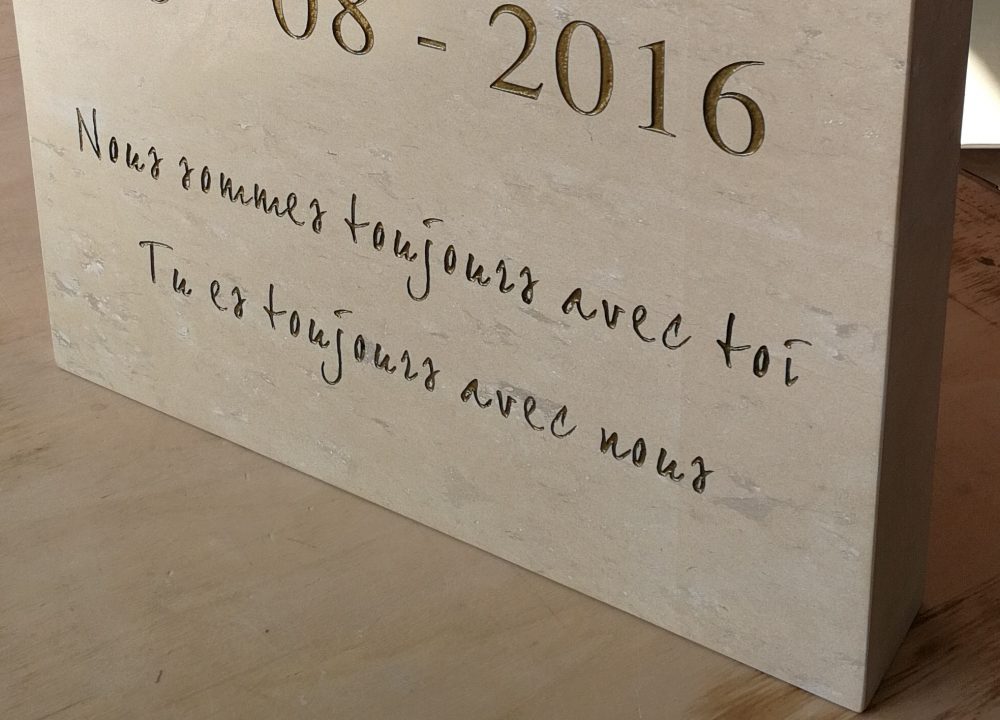 08 - 2016
Nous sommes toujours avec toi
Tu es toujours avec nous